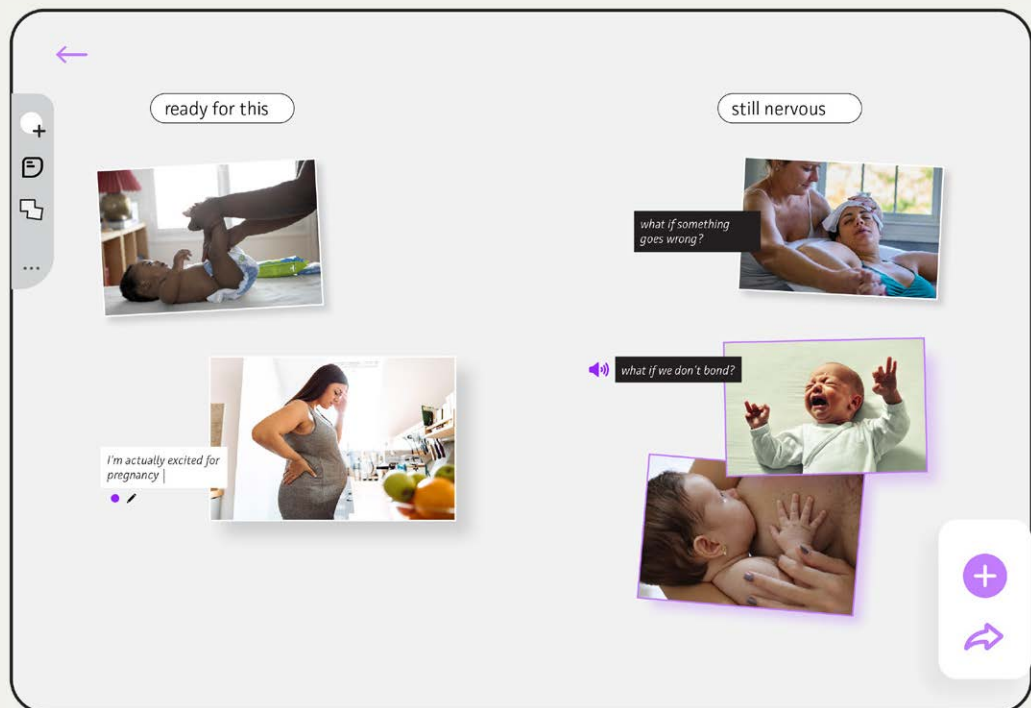 ready for this
still nervous
what if something
goes wrong?
what if we don't bond?
I'm actually excited for
pregnancy